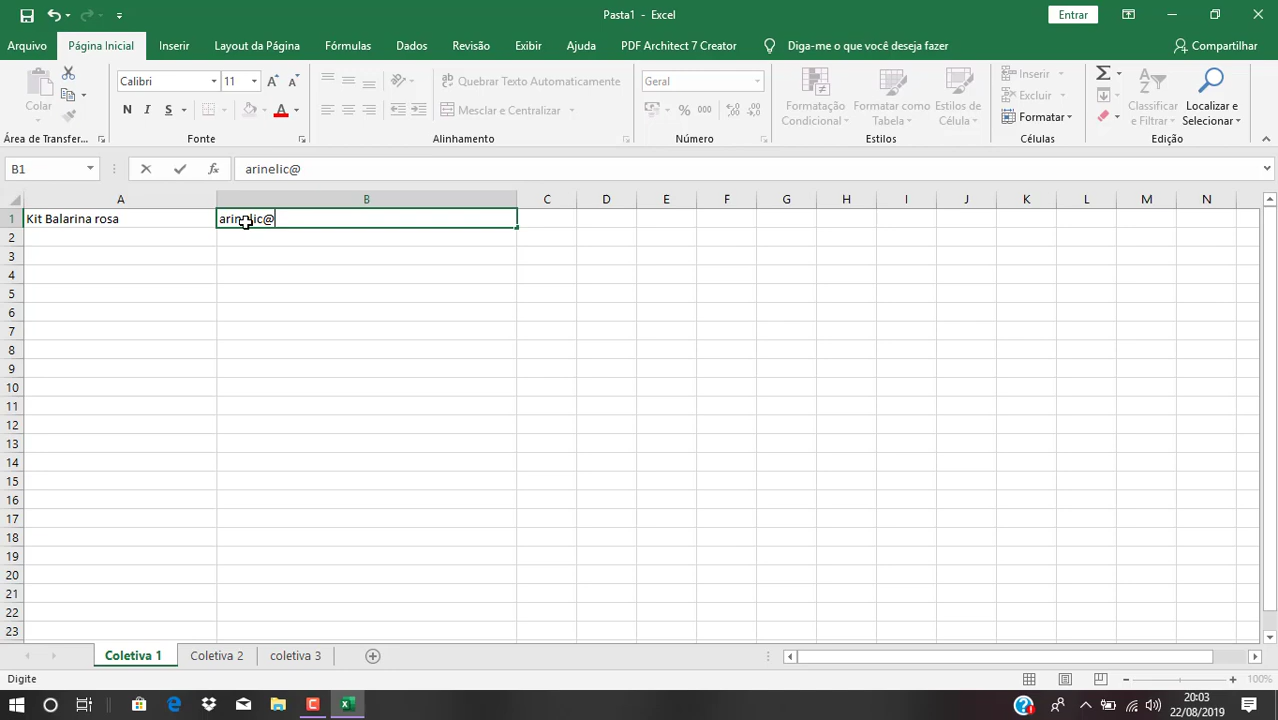 Pasta1 - Excel
Entrar
Arquivo Página Inicial Inserir Layout da Página Fórmulas Dados Revisão Exibir Ajuda PDF Architect 7 Creator Diga-me o que você deseja fazer Compartilhar
Colar
Calibri 11
N I S
A
Quebrar Texto Automaticamente
Mesclar e Centralizar
Geral
% 000
Formatação Condicional
Formatar como Tabela
Estilos de Célula
Inserir
Excluir
Formatar
Classificar e Filtrar
Localizar e Selecionar
Área de Transfer... Fonte Alinhamento Número Estilos Células Edição
B1 fx arinelic@
A B C D E F G H I J K L M N
1 Kit Balarina rosa arinelic@
2
3
4
5
6
7
8
9
10
11
12
13
14
15
16
17
18
19
20
21
22
23
Coletiva 1 Coletiva 2 coletiva 3
Digite 100%
20:03
22/08/2019